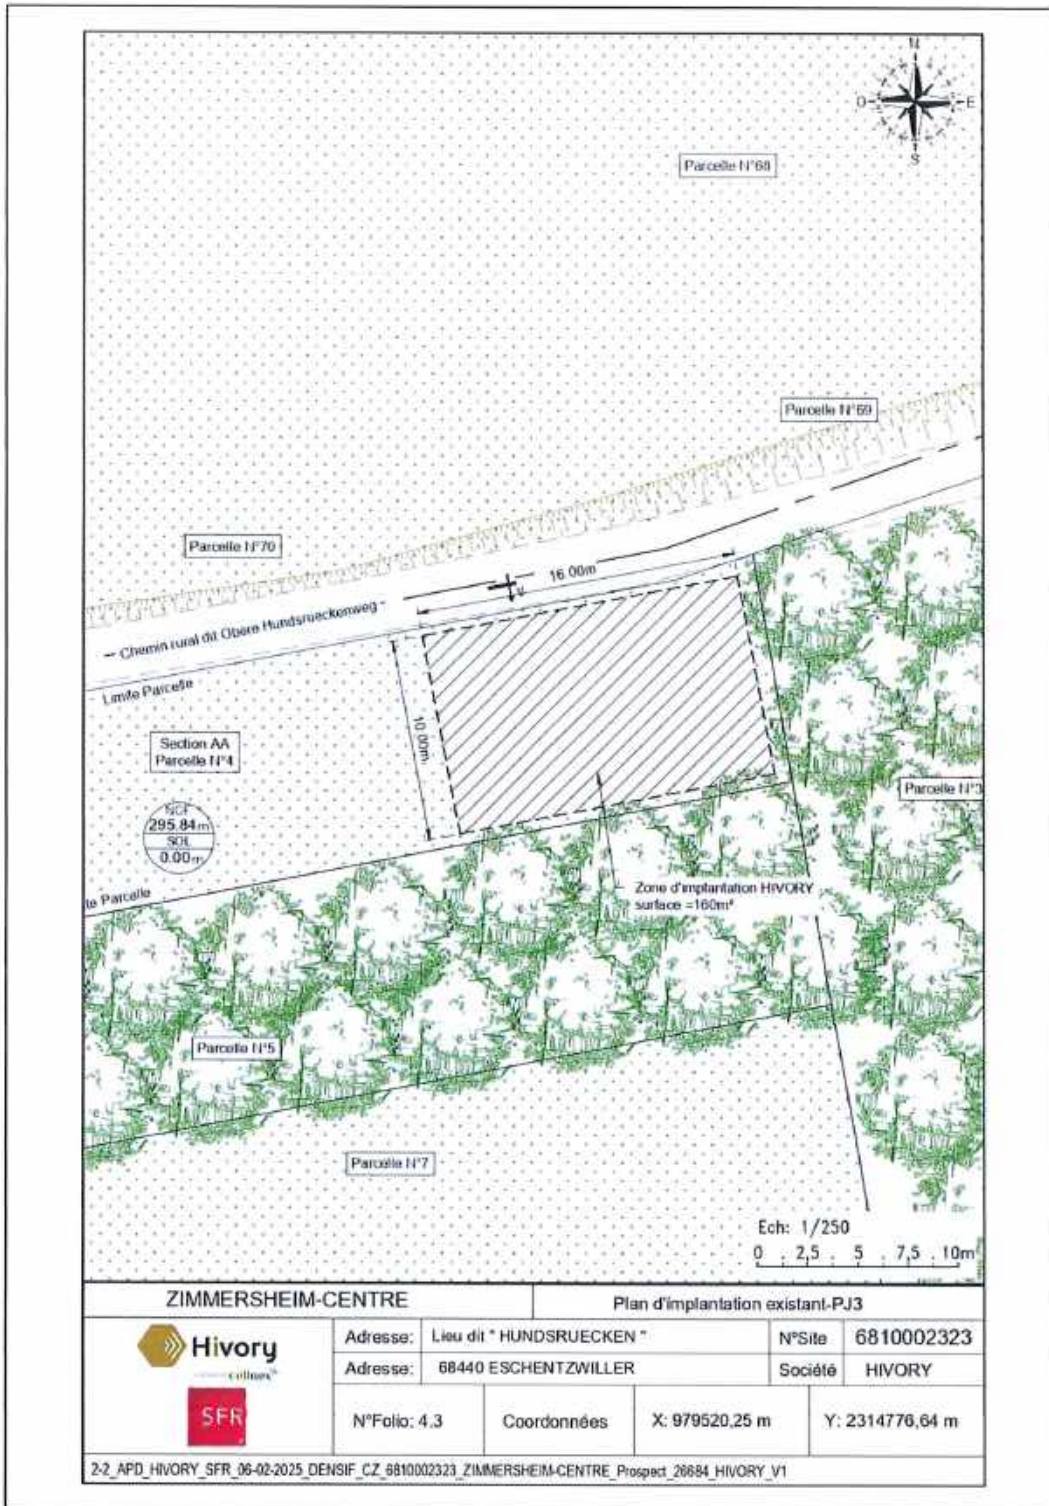 N
O
E
S
Parcelle N°68
Parcelle N°69
Parcelle N°70
16.00m
Chemin rural dit Obere Hundsrueckenweg
Limite Parcelle
10.00m
Section AA
Parcelle N°4
NGF
295.84m
SOL
0.00m
Parcelle N°3
te Parcelle
Zone d'implantation HIVORY
surface =160m²
Parcelle N°5
Parcelle N°7
Ech: 1/250
0 2,5 5 7,5 10m
ZIMMERSHEIM-CENTRE
Plan d'implantation existant-PJ3
Hivory
cellnex
SFR
Adresse: Lieu dit " HUNDSRUECKEN "
N°Site 6810002323
Adresse: 68440 ESCHENTZWILLER
Société HIVORY
N°Folio: 4.3 Coordonnées X: 979520,25 m Y: 2314776,64 m
2-2_APD_HIVORY_SFR_06-02-2025_DENSIF_CZ_6810002323_ZIMMERSHEIM-CENTRE_Prospect_26684_HIVORY_V1